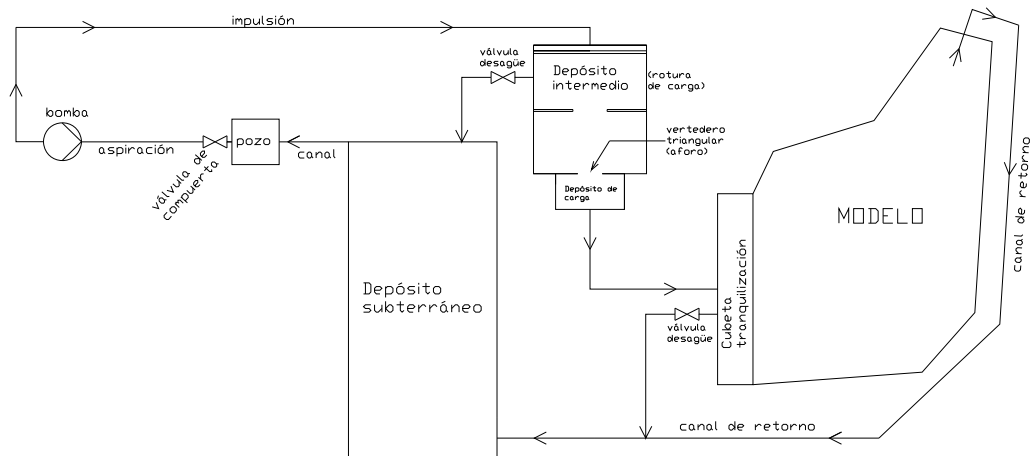 impulsión
válvula
desagüe
Depósito
intermedio
(rotura
de carga)
bomba
aspiración
pozo
canal
válvula de
compuerta
vertedero
triangular
(aforo)
Depósito de
carga
MODELO
canal de retorno
Cubeta
tranquilización
Depósito
subterráneo
válvula
desagüe
canal de retorno